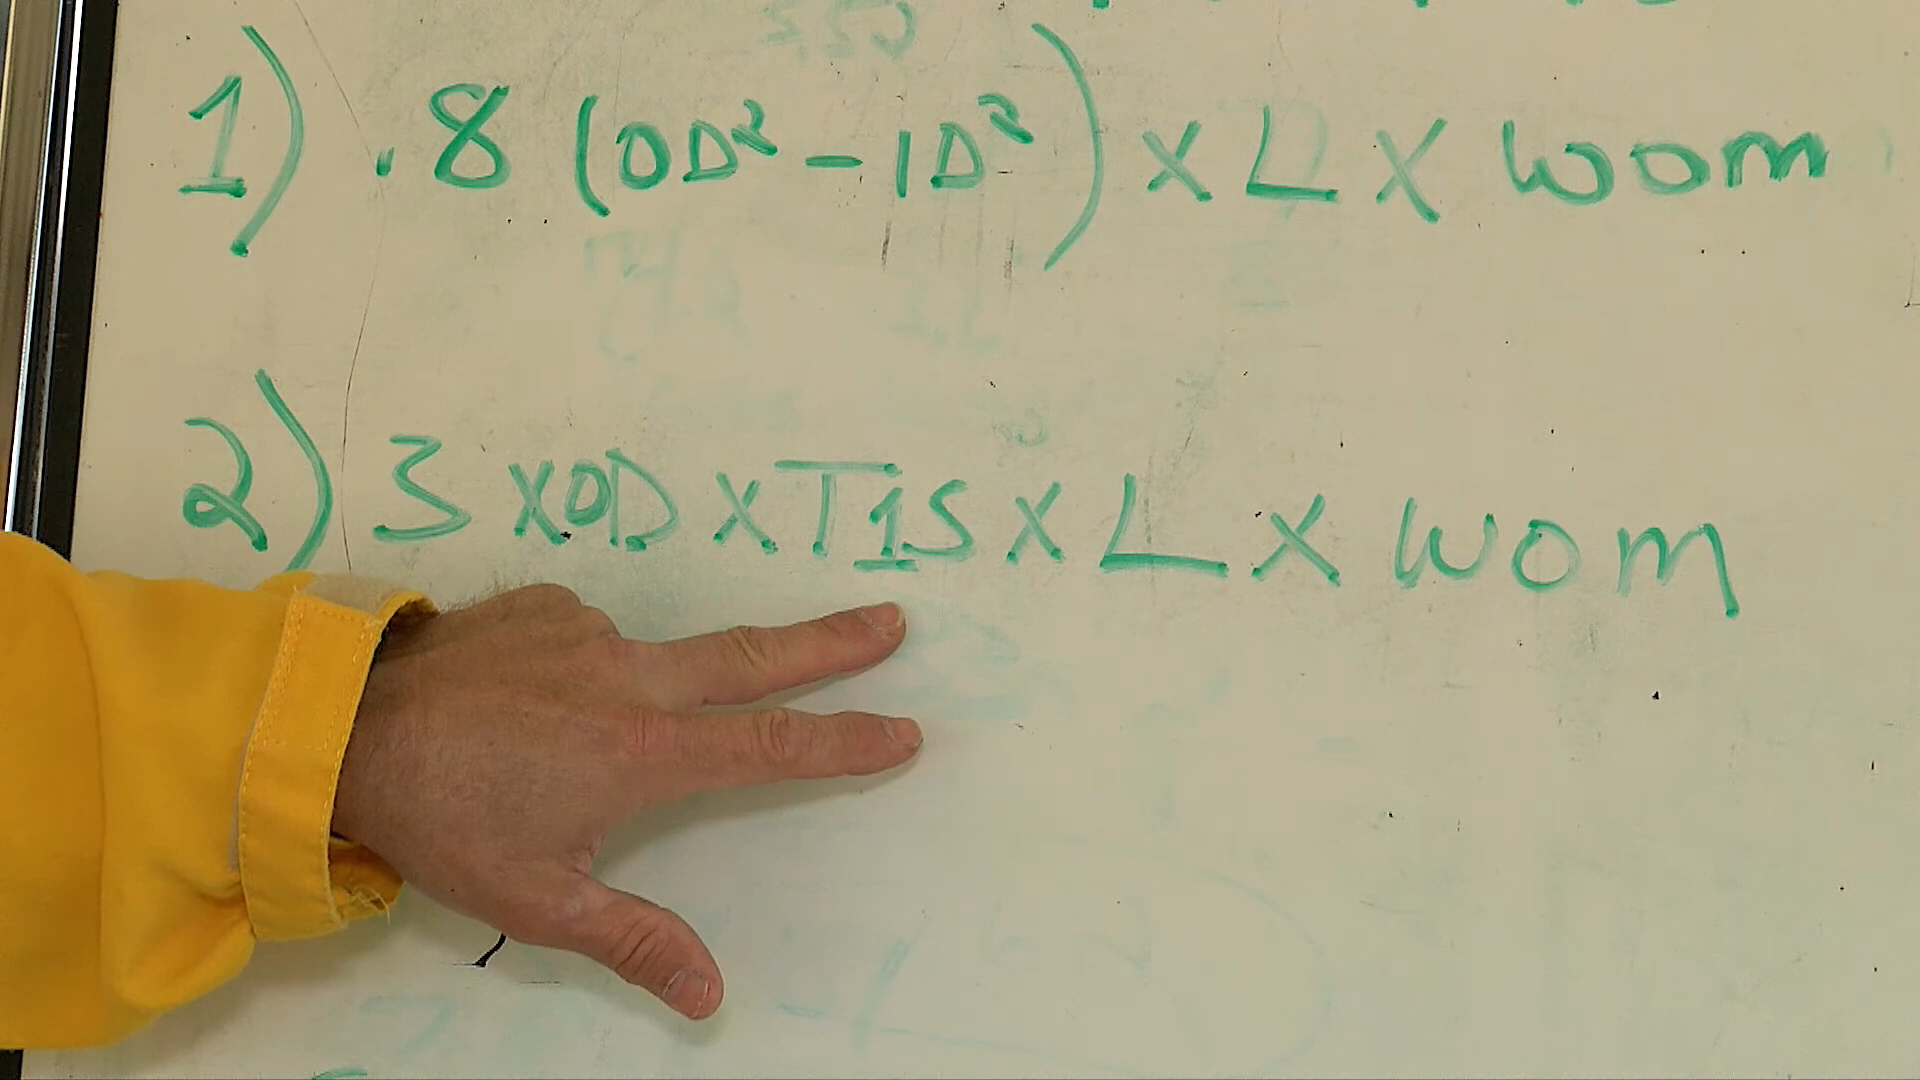 1) .8 (OD² - ID²) x L x WOM
2) 3 x OD x T1S x L x WOM